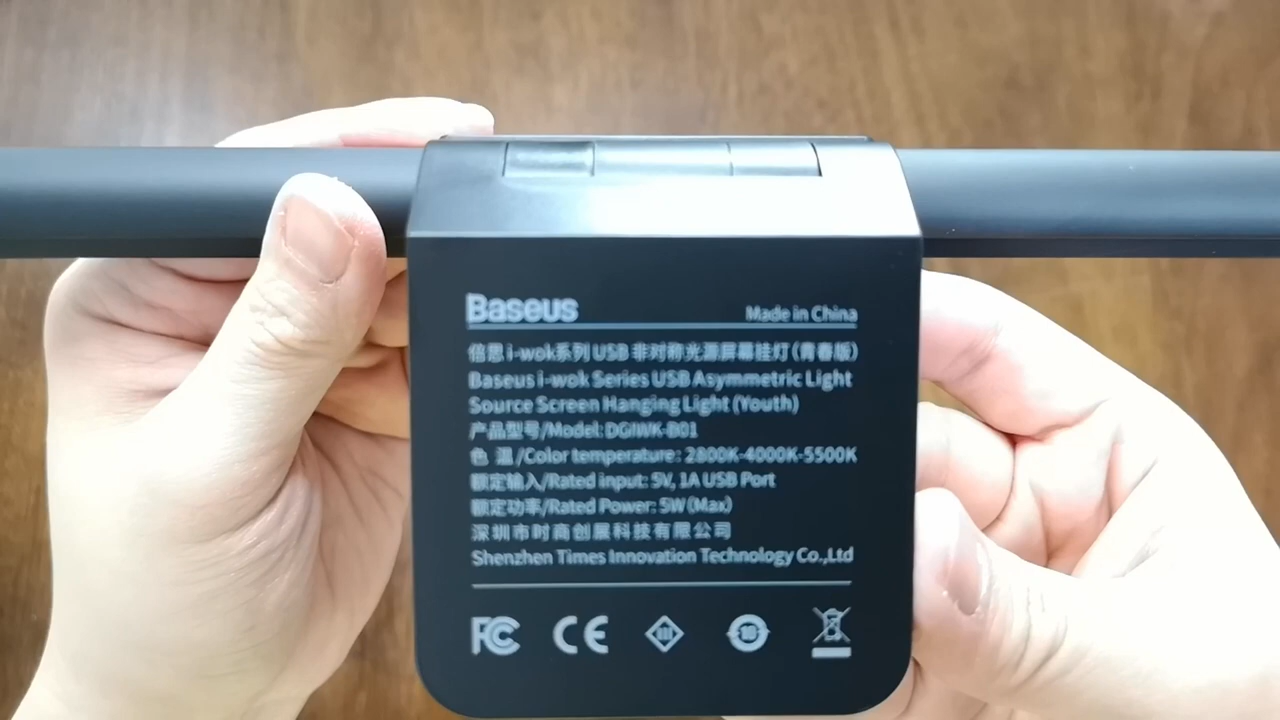 Baseus
Made in China
倍思i-wok系列USB非对称光源屏幕挂灯(青春版)
Baseus i-wok Series USB Asymmetric Light
Source Screen Hanging Light (Youth)
产品型号/Model: DGIWK-B01
色 温/Color temperature: 2800K-4000K-5500K
额定输入/Rated input: 5V, 1A USB Port
额定功率/Rated Power: 5W(Max)
深圳市时商创展科技有限公司
Shenzhen Times Innovation Technology Co.,Ltd
FC CE